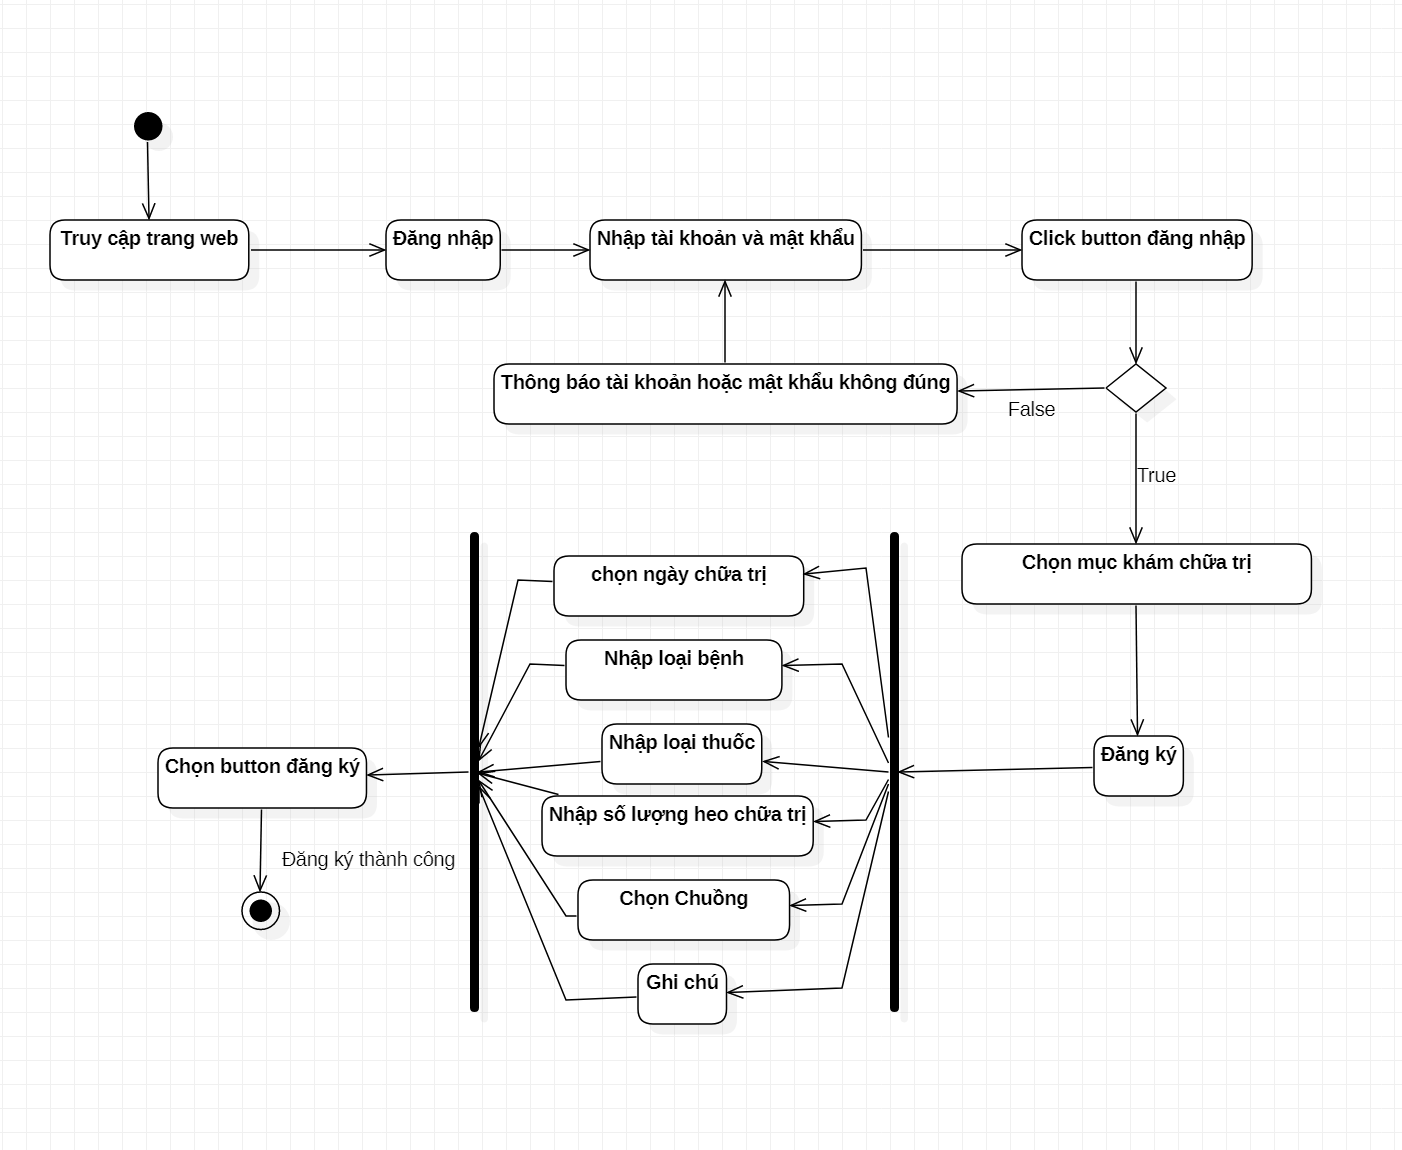 Truy cập trang web
Đăng nhập
Nhập tài khoản và mật khẩu
Click button đăng nhập
Thông báo tài khoản hoặc mật khẩu không đúng
False
True
Chọn mục khám chữa trị
chọn ngày chữa trị
Nhập loại bệnh
Nhập loại thuốc
Đăng ký
Chọn button đăng ký
Nhập số lượng heo chữa trị
Đăng ký thành công
Chọn Chuồng
Ghi chú